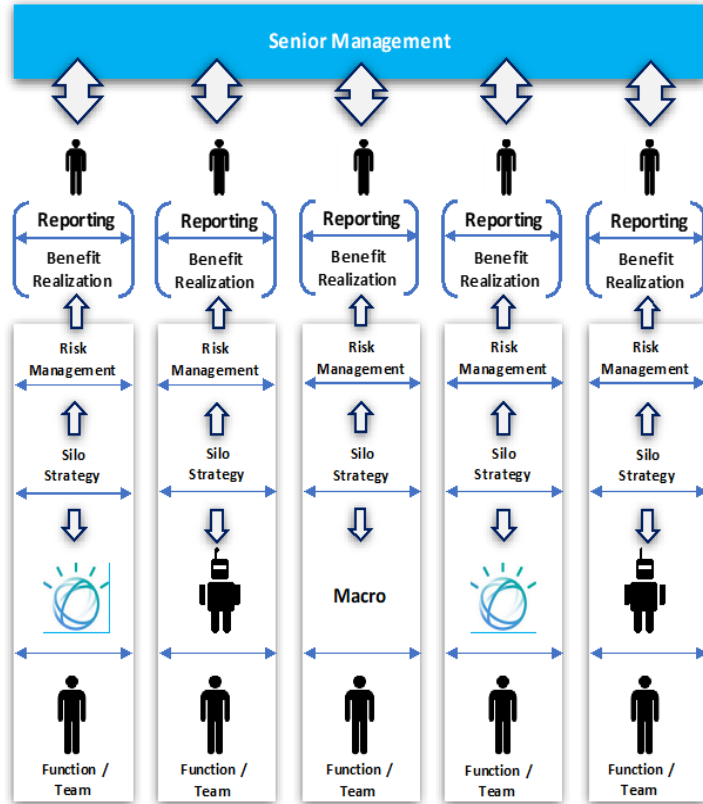 Senior Management
Reporting Reporting Reporting Reporting Reporting
Benefit Benefit Benefit Benefit Benefit
Realization Realization Realization Realization Realization
Risk Risk Risk Risk Risk
Management Management Management Management Management
Silo Silo Silo Silo Silo
Strategy Strategy Strategy Strategy Strategy
Macro
Function / Function / Function / Function / Function /
Team Team Team Team Team